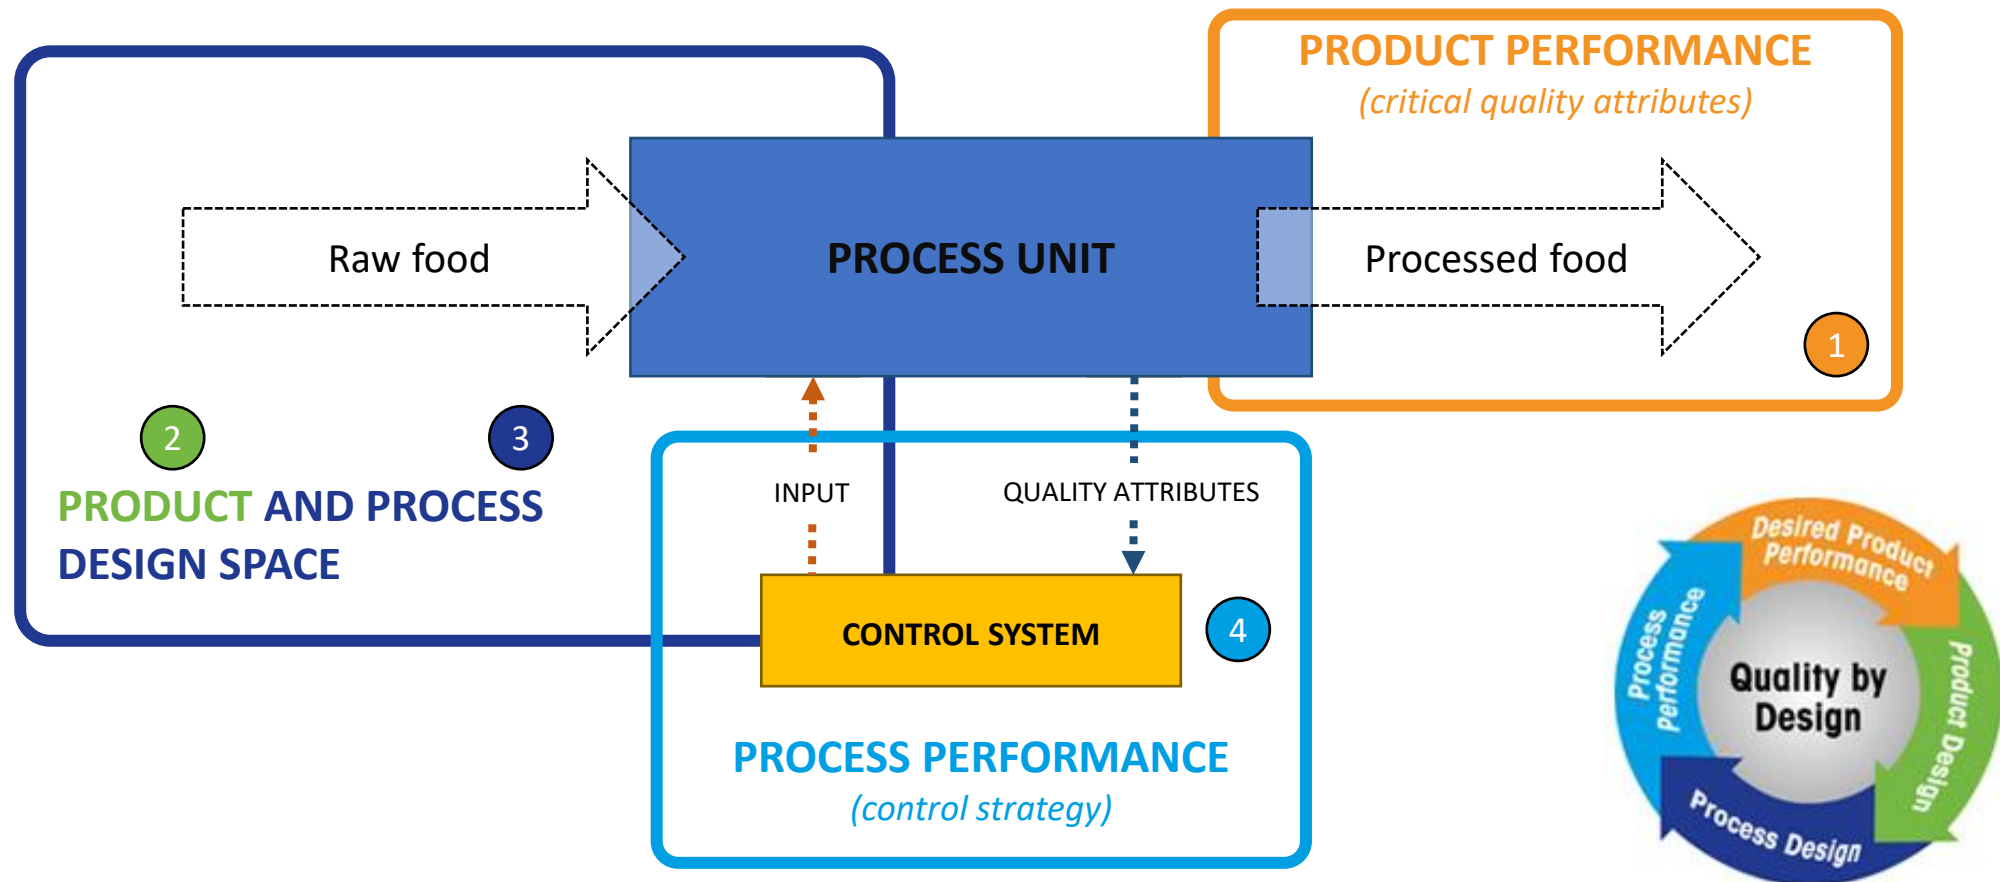 PRODUCT PERFORMANCE
(critical quality attributes)
Raw food
PROCESS UNIT
Processed food
1
2
3
PRODUCT AND PROCESS
DESIGN SPACE
INPUT
QUALITY ATTRIBUTES
CONTROL SYSTEM
4
PROCESS PERFORMANCE
(control strategy)
Desired Product
Performance
Product Design
Process Design
Process
Performance
Quality by
Design